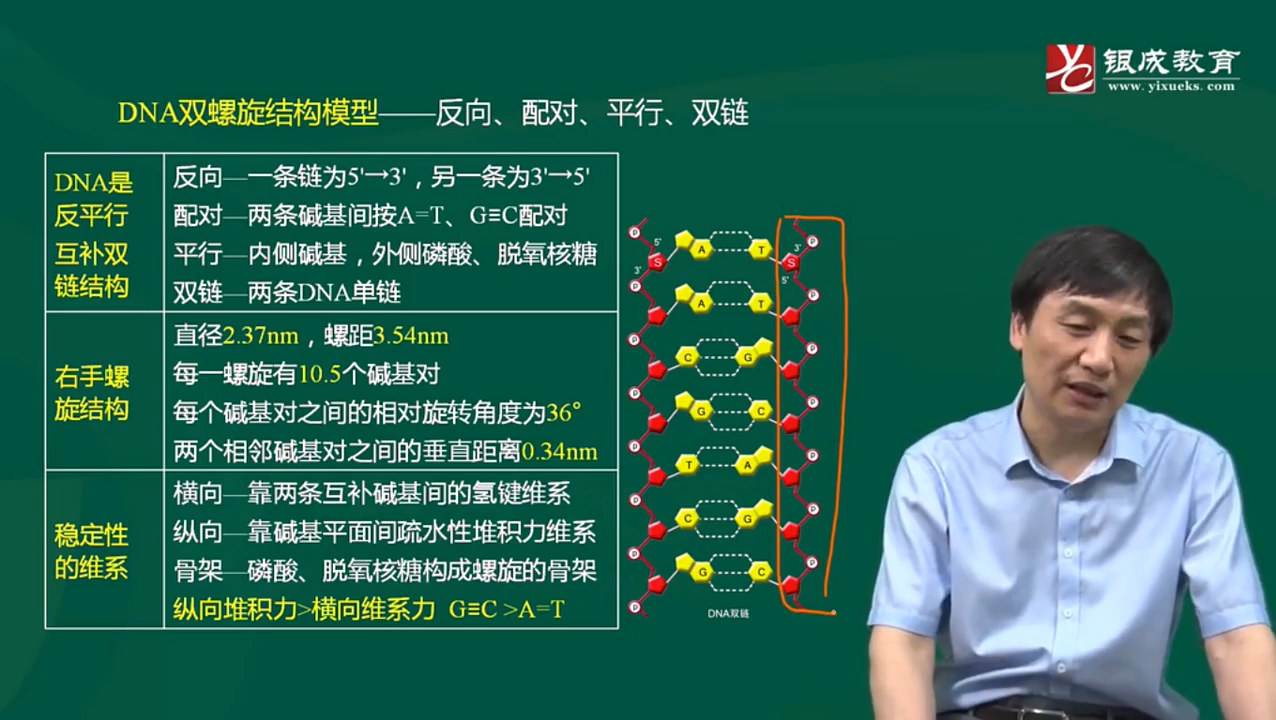 银成教育
www.yixueks.com
DNA双螺旋结构模型——反向、配对、平行、双链
DNA是
反平行
互补双
链结构
反向—一条链为5'→3'，另一条为3'→5'
配对—两条碱基间按A=T、G≡C配对
平行—内侧碱基，外侧磷酸、脱氧核糖
双链—两条DNA单链
右手螺
旋结构
直径2.37nm，螺距3.54nm
每一螺旋有10.5个碱基对
每个碱基对之间的相对旋转角度为36°
两个相邻碱基对之间的垂直距离0.34nm
稳定性
的维系
横向—靠两条互补碱基间的氢键维系
纵向—靠碱基平面间疏水性堆积力维系
骨架—磷酸、脱氧核糖构成螺旋的骨架
纵向堆积力>横向维系力 G≡C >A=T
P P
5' A T 3'
3' S S 5'
P P
A T
P P
C G
P P
G C
P P
T A
P P
C G
P P
G C
P
DNA双链